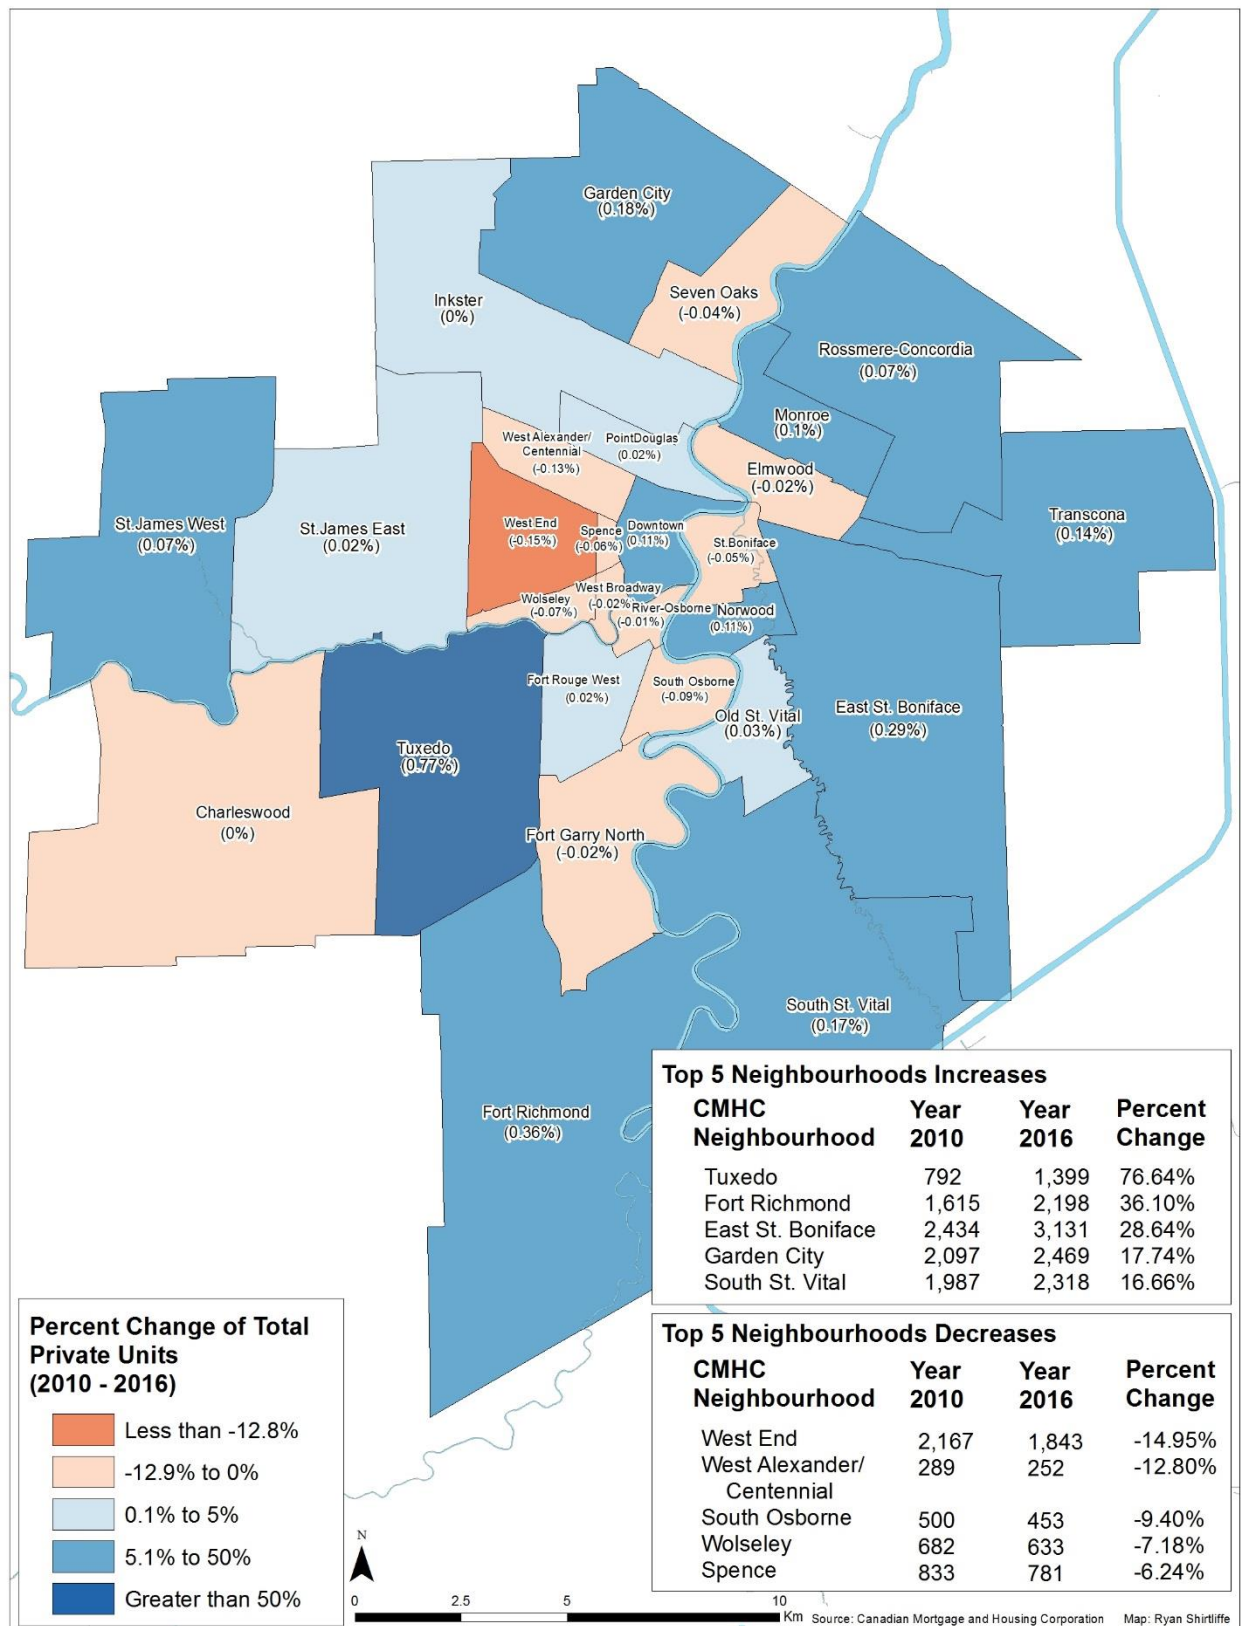 Garden City
(0.18%)
Seven Oaks
(-0.04%)
Inkster
(0%)
Rossmere-Concordia
(0.07%)
Monroe
(0.1%)
West Alexander/
Centennial
(-0.13%)
PointDouglas
(0.02%)
Elmwood
(-0.02%)
Transcona
(0.14%)
St.James West
(0.07%)
St.James East
(0.02%)
West End
(-0.15%)
Spence
(-0.06%)
Downtown
(0.11%)
St.Boniface
(-0.05%)
West Broadway
(-0.02%)
Wolseley
(-0.07%)
River-Osborne
(-0.01%)
Norwood
(0.11%)
Fort Rouge West
(0.02%)
South Osborne
(-0.09%)
Old St. Vital
(0.03%)
East St. Boniface
(0.29%)
Tuxedo
(0.77%)
Charleswood
(0%)
Fort Garry North
(-0.02%)
South St. Vital
(0.17%)
Fort Richmond
(0.36%)
Top 5 Neighbourhoods Increases
CMHC Year Year Percent
Neighbourhood 2010 2016 Change
Tuxedo 792 1,399 76.64%
Fort Richmond 1,615 2,198 36.10%
East St. Boniface 2,434 3,131 28.64%
Garden City 2,097 2,469 17.74%
South St. Vital 1,987 2,318 16.66%
Top 5 Neighbourhoods Decreases
CMHC Year Year Percent
Neighbourhood 2010 2016 Change
West End 2,167 1,843 -14.95%
West Alexander/ 289 252 -12.80%
Centennial
South Osborne 500 453 -9.40%
Wolseley 682 633 -7.18%
Spence 833 781 -6.24%
Percent Change of Total
Private Units
(2010 - 2016)
Less than -12.8%
-12.9% to 0%
0.1% to 5%
5.1% to 50%
Greater than 50%
N
0 2.5 5 10
Km
Source: Canadian Mortgage and Housing Corporation Map: Ryan Shirtliffe